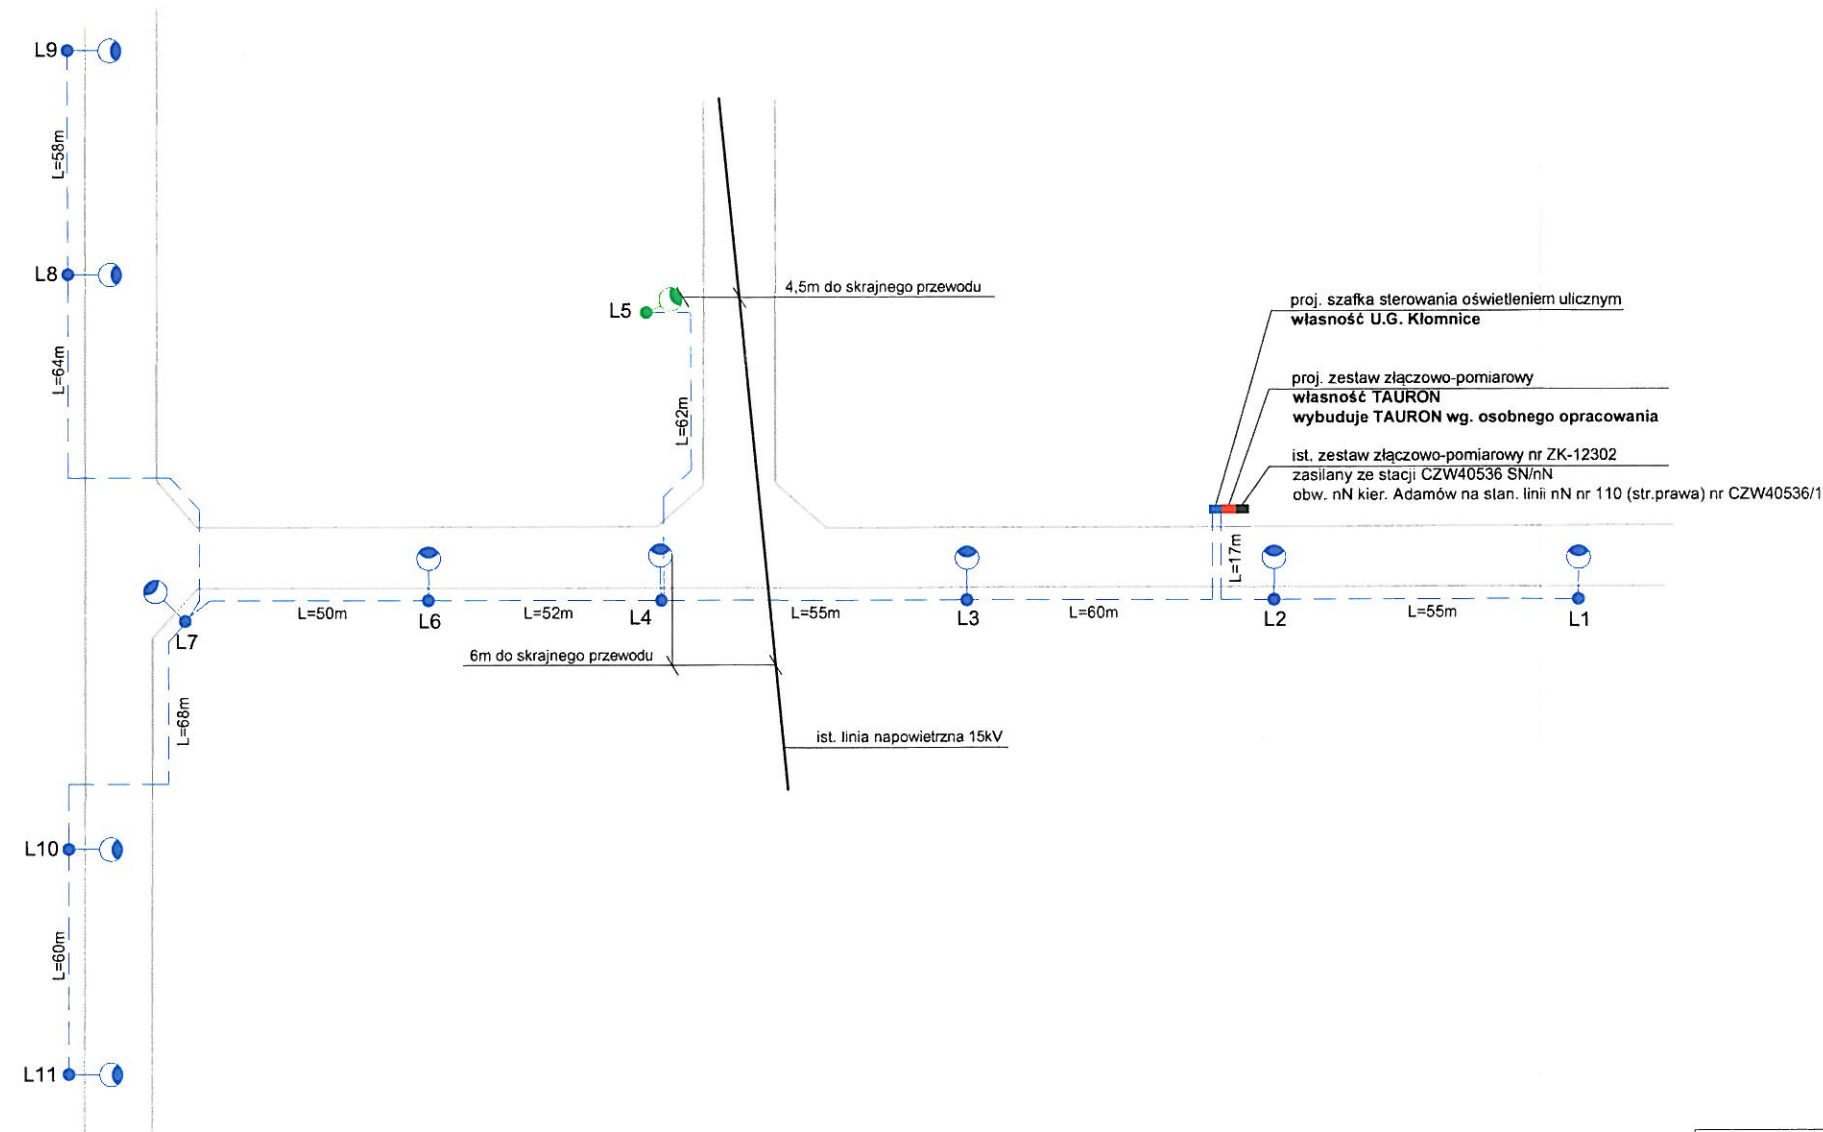 L9
L=58m
L8
L=64m
L5
4,5m do skrajnego przewodu
L=62m
proj. szafka sterowania oświetleniem ulicznym
własność U.G. Kłomnice
proj. zestaw złączowo-pomiarowy
własność TAURON
wybuduje TAURON wg. osobnego opracowania
ist. zestaw złączowo-pomiarowy nr ZK-12302
zasilany ze stacji CZW40536 SN/nN
obw. nN kier. Adamów na stan. linii nN nr 110 (str.prawa) nr CZW40536/1
L=17m
L7
L=50m
L6
L=52m
L4
L=55m
L3
L=60m
L2
L=55m
L1
6m do skrajnego przewodu
L=68m
ist. linia napowietrzna 15kV
L10
L=60m
L11